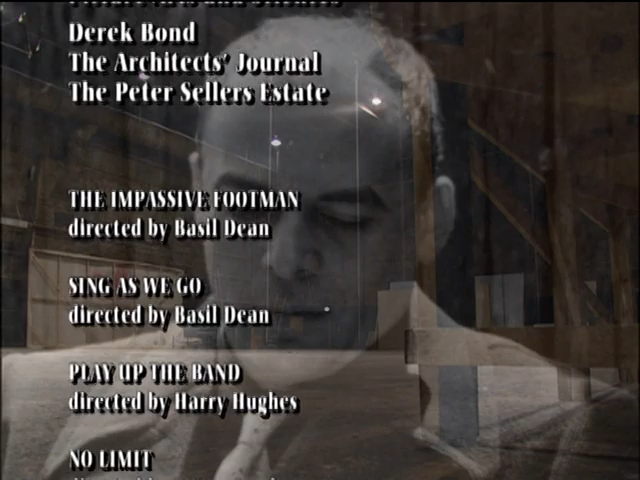 Derek Bond
The Architects' Journal
The Peter Sellers Estate
THE IMPASSIVE FOOTMAN
directed by Basil Dean
SING AS WE GO
directed by Basil Dean
PLAY UP THE BAND
directed by Harry Hughes
NO LIMIT